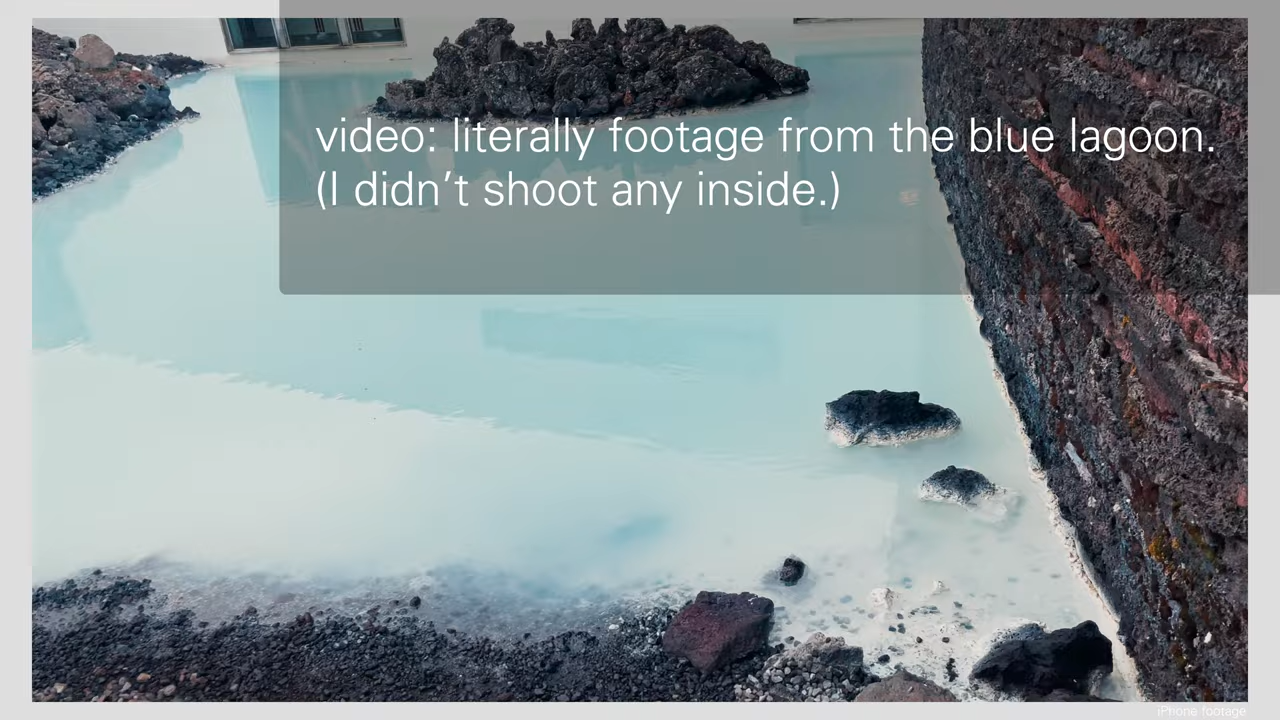 video: literally footage from the blue lagoon.
(I didn’t shoot any inside.)
iPhone footage